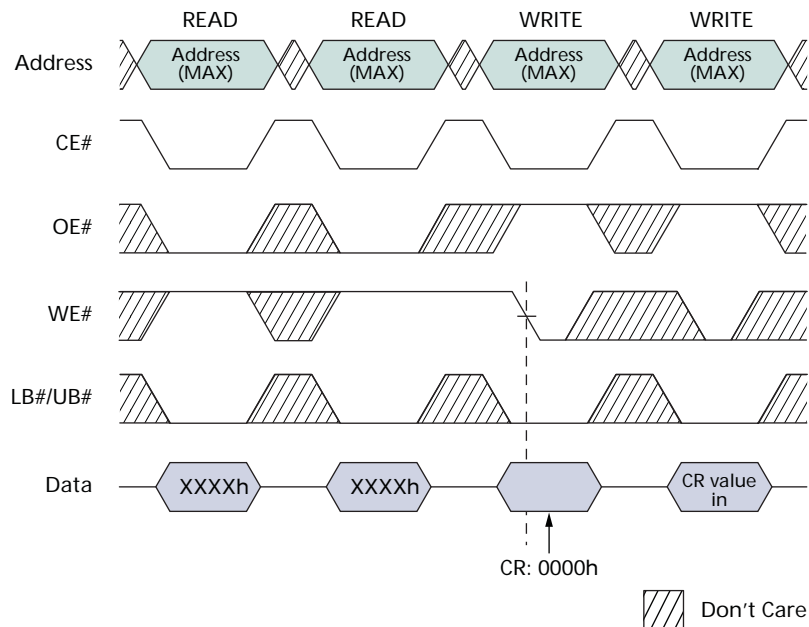 READ READ WRITE WRITE
Address
Address
(MAX)
Address
(MAX)
Address
(MAX)
Address
(MAX)
CE#
OE#
WE#
LB#/UB#
Data
XXXXh
XXXXh
CR value
in
CR: 0000h
Don't Care